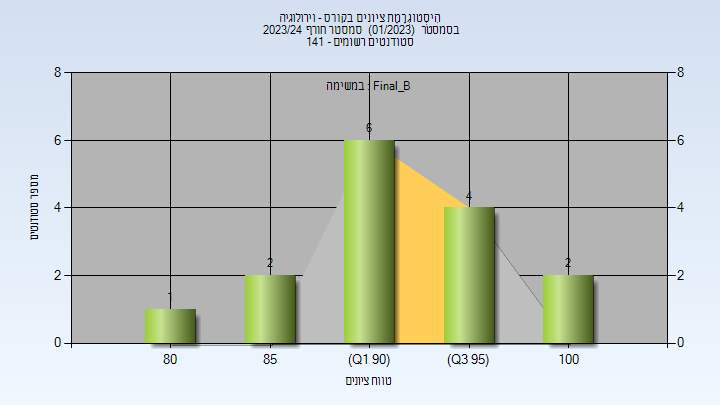 הִיסְטוֹגְרַמַּת ציונים בקורס - וירולוגיה
בסמסטר (01/2023) סמסטר חורף 2023/24
סטודנטים רשומים - 141
במשימה : Final_B
8 8
6 6
4 4
2 2
0 0
1 2 6 4 2
מספר סטודנטים
80 85 (Q1 90) (Q3 95) 100
טווח ציונים